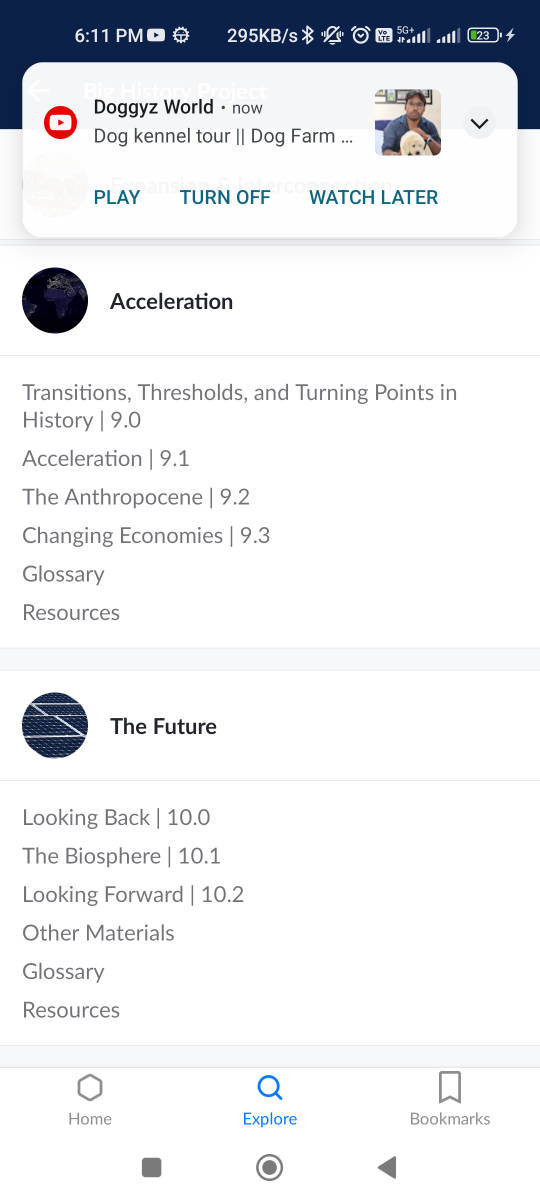 6:11 PM
295KB/s
Vo LTE
5G+
23
Big History Project
Doggyz World · now
Dog kennel tour || Dog Farm ...
Expansion & Interconnection
PLAY TURN OFF WATCH LATER
Acceleration
Transitions, Thresholds, and Turning Points in
History | 9.0
Acceleration | 9.1
The Anthropocene | 9.2
Changing Economies | 9.3
Glossary
Resources
The Future
Looking Back | 10.0
The Biosphere | 10.1
Looking Forward | 10.2
Other Materials
Glossary
Resources
Home Explore Bookmarks